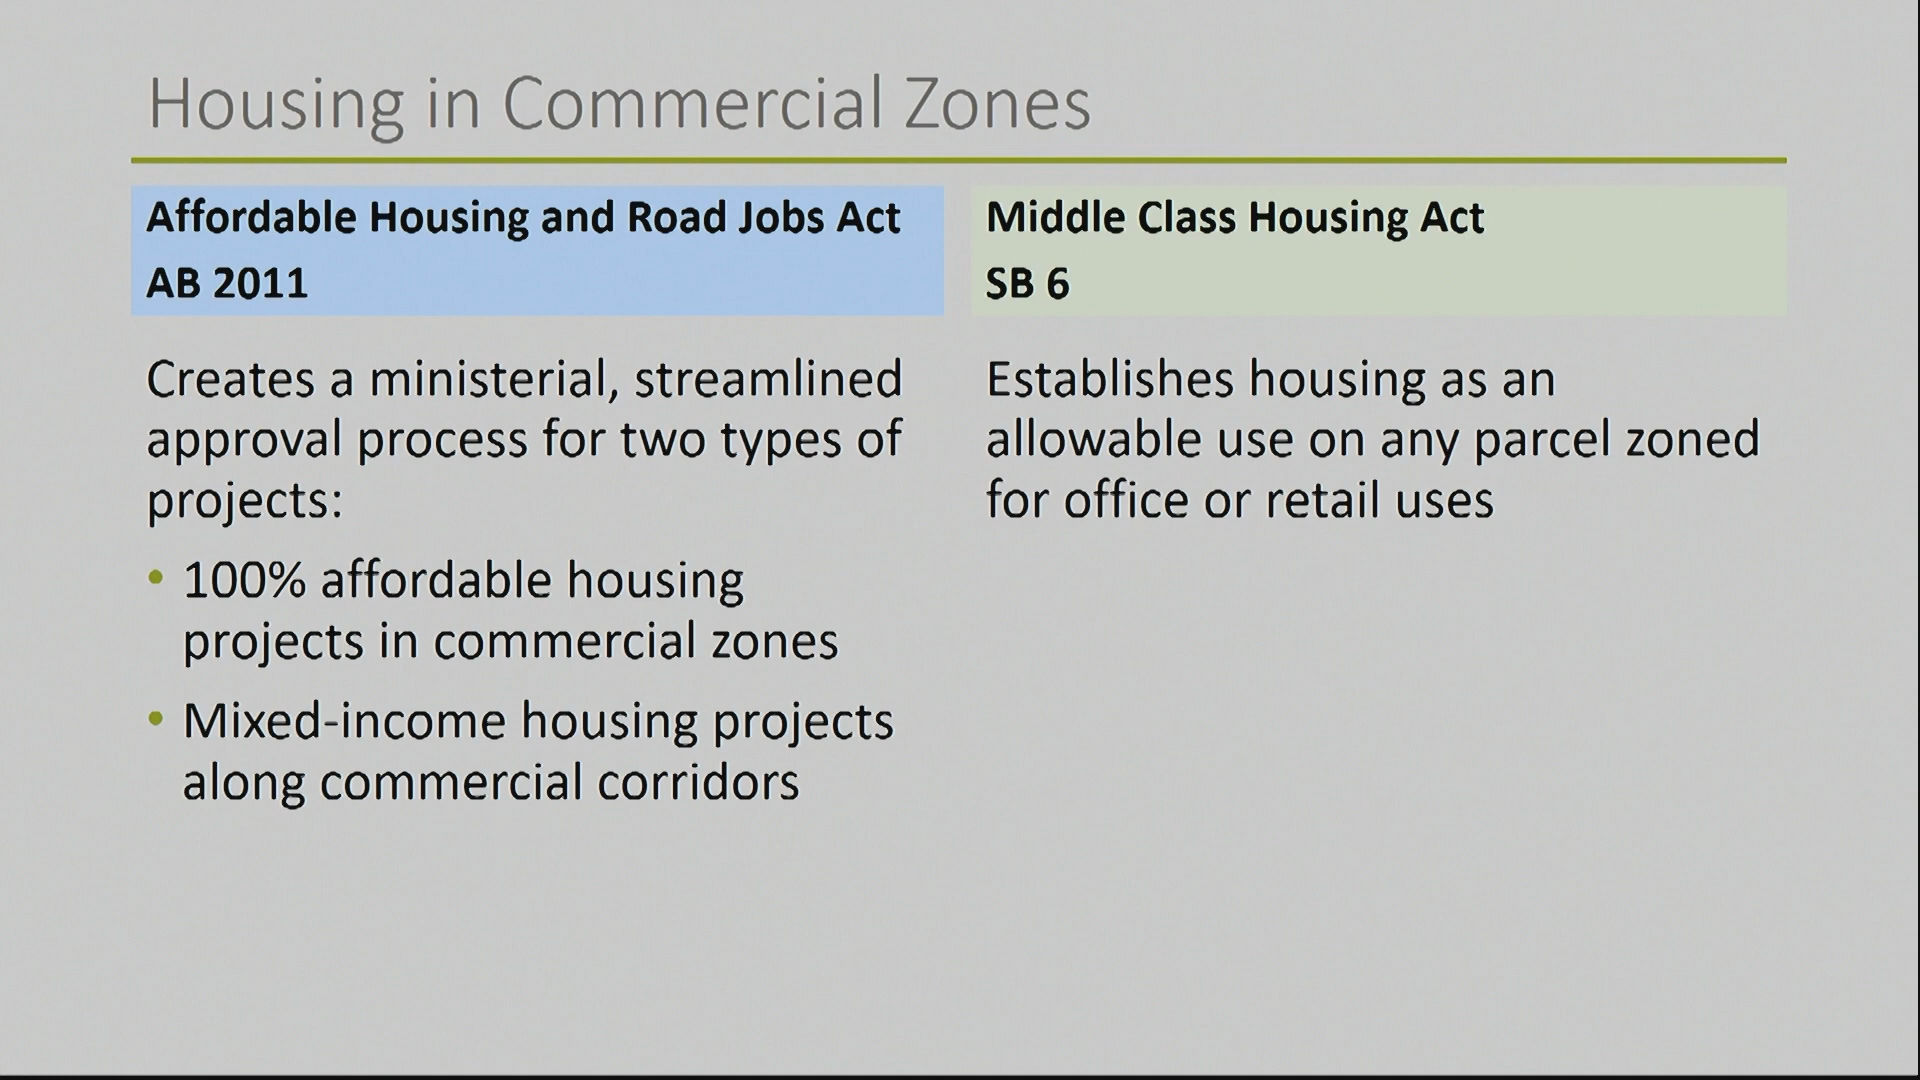 Housing in Commercial Zones
Affordable Housing and Road Jobs Act
AB 2011
Creates a ministerial, streamlined
approval process for two types of
projects:
• 100% affordable housing
projects in commercial zones
• Mixed-income housing projects
along commercial corridors
Middle Class Housing Act
SB 6
Establishes housing as an
allowable use on any parcel zoned
for office or retail uses